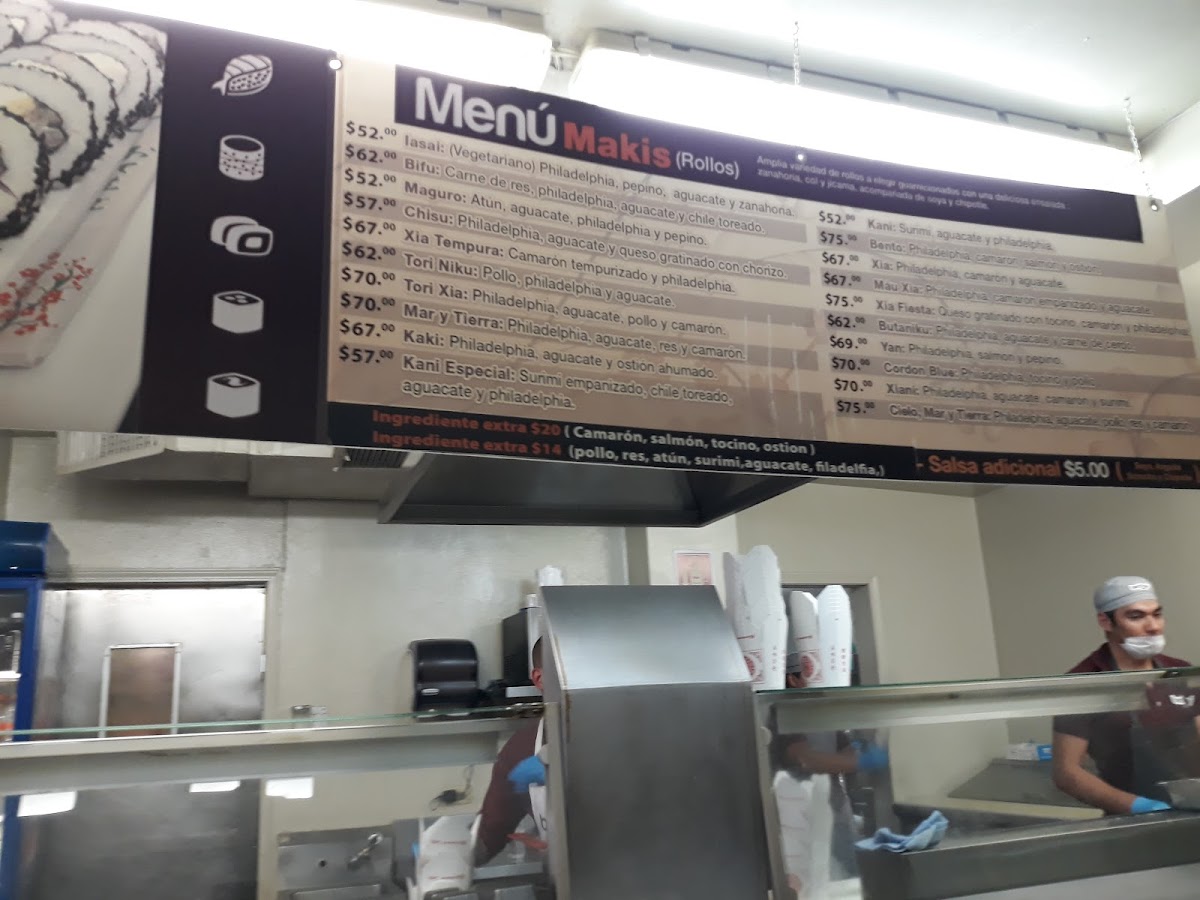 Menú Makis (Rollos)
Amplia variedad de rollos a elegir guarnecionados con una deliciosa ensalada :
zanahoria, col y jícama, acompañada de soya y chipotle.
$52.00 Iasai: (Vegetariano) Philadelphia, pepino, aguacate y zanahoria.
$62.00 Bifu: Carne de res, philadelphia, aguacate y chile toreado.
$52.00 Maguro: Atún, aguacate, philadelphia y pepino.
$57.00 Chisu: Philadelphia, aguacate y queso gratinado con chorizo.
$67.00 Xia Tempura: Camarón tempurizado y philadelphia.
$62.00 Tori Niku: Pollo, philadelphia y aguacate.
$70.00 Tori Xia: Philadelphia, aguacate, pollo y camarón.
$70.00 Mar y Tierra: Philadelphia, aguacate, res y camarón.
$67.00 Kaki: Philadelphia, aguacate y ostión ahumado.
$57.00 Kani Especial: Surimi empanizado, chile toreado,
aguacate y philadelphia.
$52.00 Kani: Surimi, aguacate y philadelphia.
$75.00 Bento: Philadelphia, camarón, salmón y ostion.
$67.00 Xia: Philadelphia, camarón y aguacate.
$67.00 Mau Xia: Philadelphia, camarón empanizado y aguacate.
$75.00 Xia Fiesta: Queso gratinado con tocino, camarón y philadelphia
$62.00 Butaniku: Philadelphia, aguacate y carne de cerdo.
$69.00 Yan: Philadelphia, salmon y pepino.
$70.00 Cordon Blue: Philadelphia, tocino y pollo.
$70.00 Xiani: Philadelphia, aguacate, camarón y surimi.
$75.00 Cielo, Mar y Tierra: Philadelphia, aguacate, pollo, res y camarón.
Ingrediente extra $20 ( Camarón, salmón, tocino, ostion )
Ingrediente extra $14 (pollo, res, atún, surimi,aguacate, filadelfia,)
- Salsa adicional $5.00 (